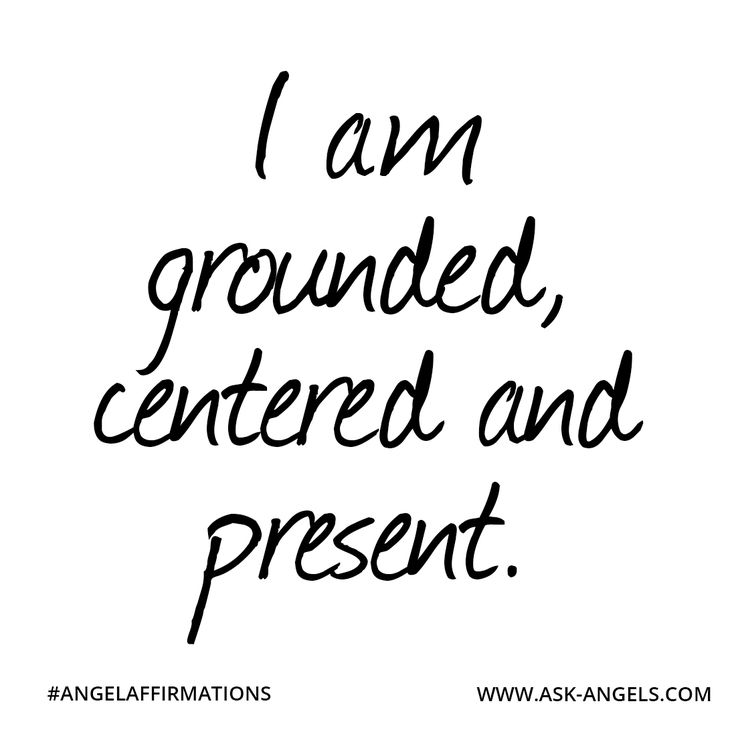 I am
grounded,
centered and
present.
#ANGELAFFIRMATIONS
WWW.ASK-ANGELS.COM